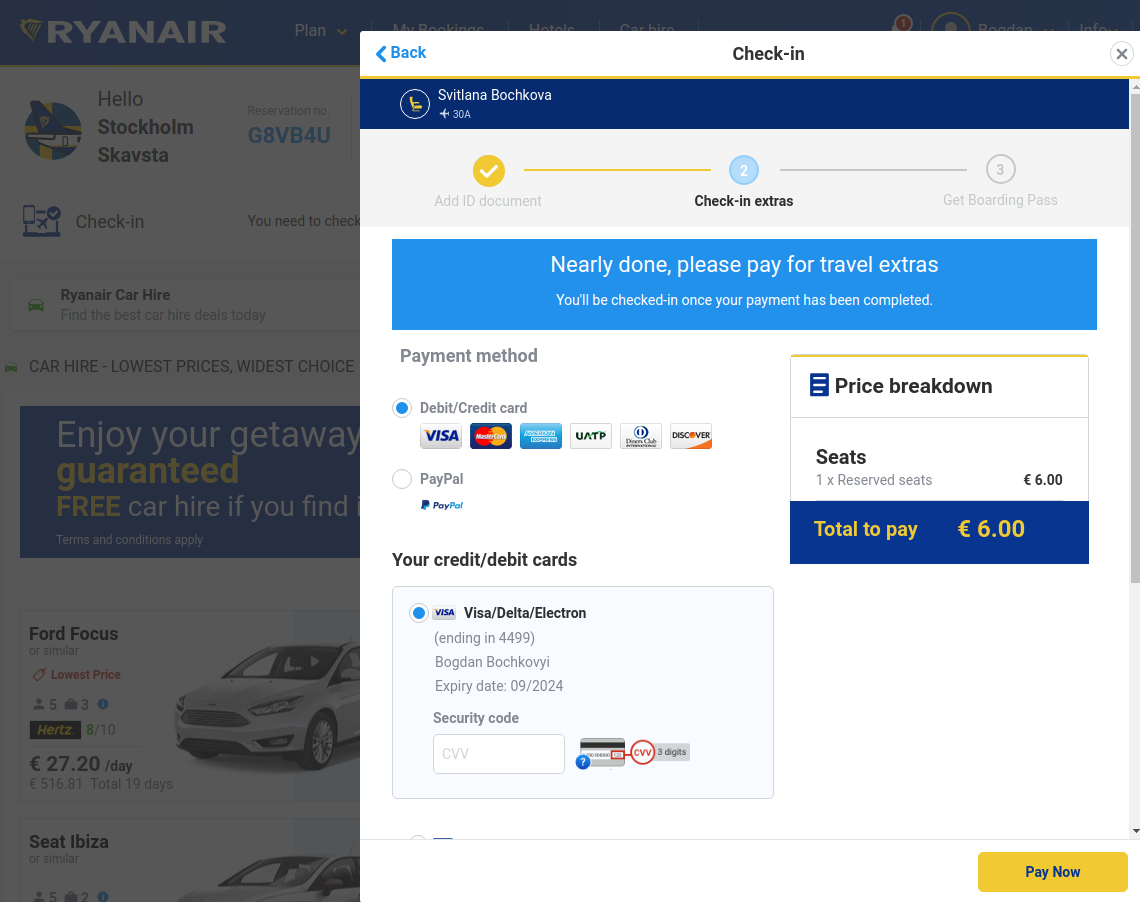 RYANAIR
Plan
My Bookings
Hotels
Car hire
1
Bogdan
Info
Back
Check-in
Svitlana Bochkova
30A
Hello
Stockholm
Skavsta
Reservation no.
G8VB4U
2
3
Add ID document
Check-in extras
Get Boarding Pass
Check-in
You need to check
Nearly done, please pay for travel extras
You'll be checked-in once your payment has been completed.
Ryanair Car Hire
Find the best car hire deals today
CAR HIRE - LOWEST PRICES, WIDEST CHOICE
Enjoy your getaway
guaranteed
FREE car hire if you find i
Terms and conditions apply
Payment method
Debit/Credit card
VISA MasterCard AMERICAN EXPRESS UATP Diners Club INTERNATIONAL DISCOVER
PayPal
PayPal
Price breakdown
Seats
1 x Reserved seats € 6.00
Total to pay € 6.00
Your credit/debit cards
VISA Visa/Delta/Electron
(ending in 4499)
Bogdan Bochkovyi
Expiry date: 09/2024
Security code
CVV
? CVV 3 digits
Ford Focus
or similar
Lowest Price
5 3
Hertz. 8/10
€ 27.20 /day
€ 516.81 Total 19 days
Seat Ibiza
or similar
5 2
Pay Now